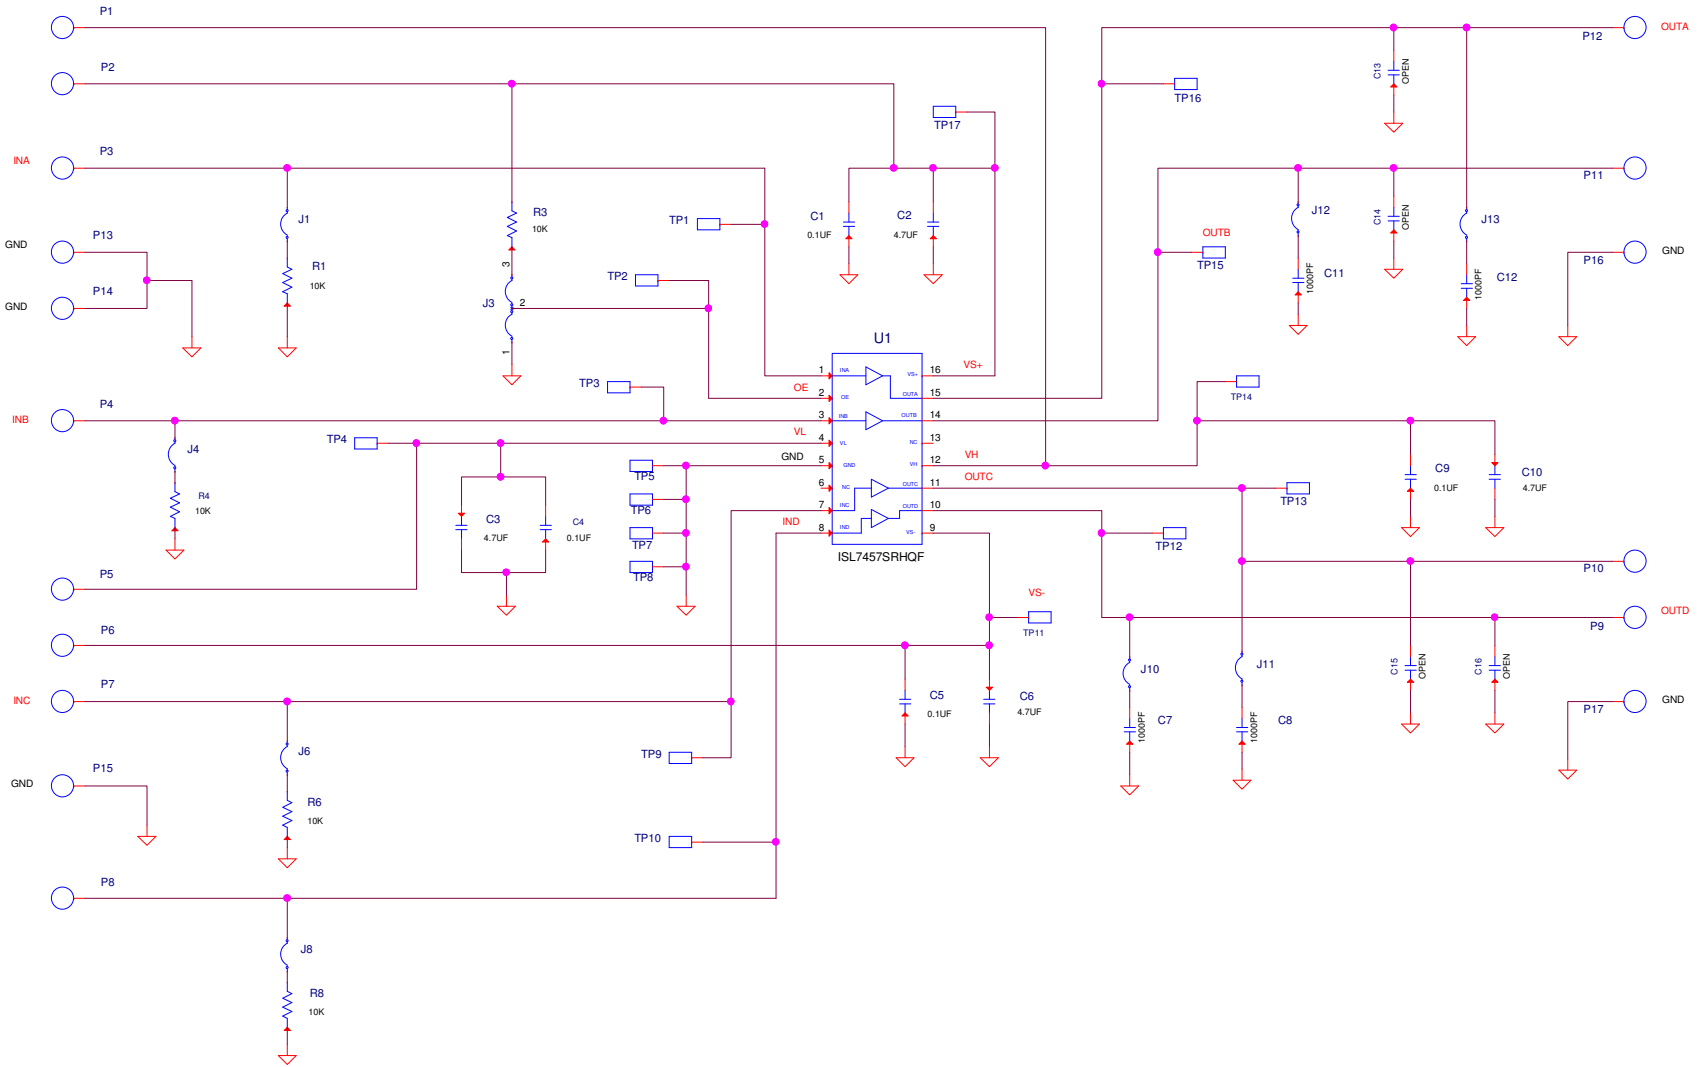 P1
P12
OUTA
P2
C13
OPEN
TP16
TP17
INA
P3
P11
J1
R3
10K
TP1
C1
0.1UF
C2
4.7UF
J12
C14
OPEN
J13
OUTB
TP15
GND
P13
P16
GND
R1
10K
3
TP2
C11
1000PF
C12
1000PF
GND
P14
J3
2
1
U1
1
INA
VS+
16
VS+
TP3
OE
2
OE
OUTA
15
TP14
INB
P4
3
INB
OUTB
14
TP4
VL
4
VL
NC
13
J4
GND
5
GND
VH
12
VH
TP5
6
NC
OUTC
11
OUTC
C9
0.1UF
C10
4.7UF
R4
10K
TP6
7
INC
OUTD
10
TP13
C3
4.7UF
C4
0.1UF
IND
8
IND
VS-
9
TP7
TP12
ISL7457SRHQF
TP8
P5
P10
VS-
TP11
OUTD
P9
P6
J10
J11
C15
OPEN
C16
OPEN
INC
P7
C5
0.1UF
C6
4.7UF
P17
GND
C7
1000PF
C8
1000PF
J6
TP9
GND
P15
R6
10K
TP10
P8
J8
R8
10K